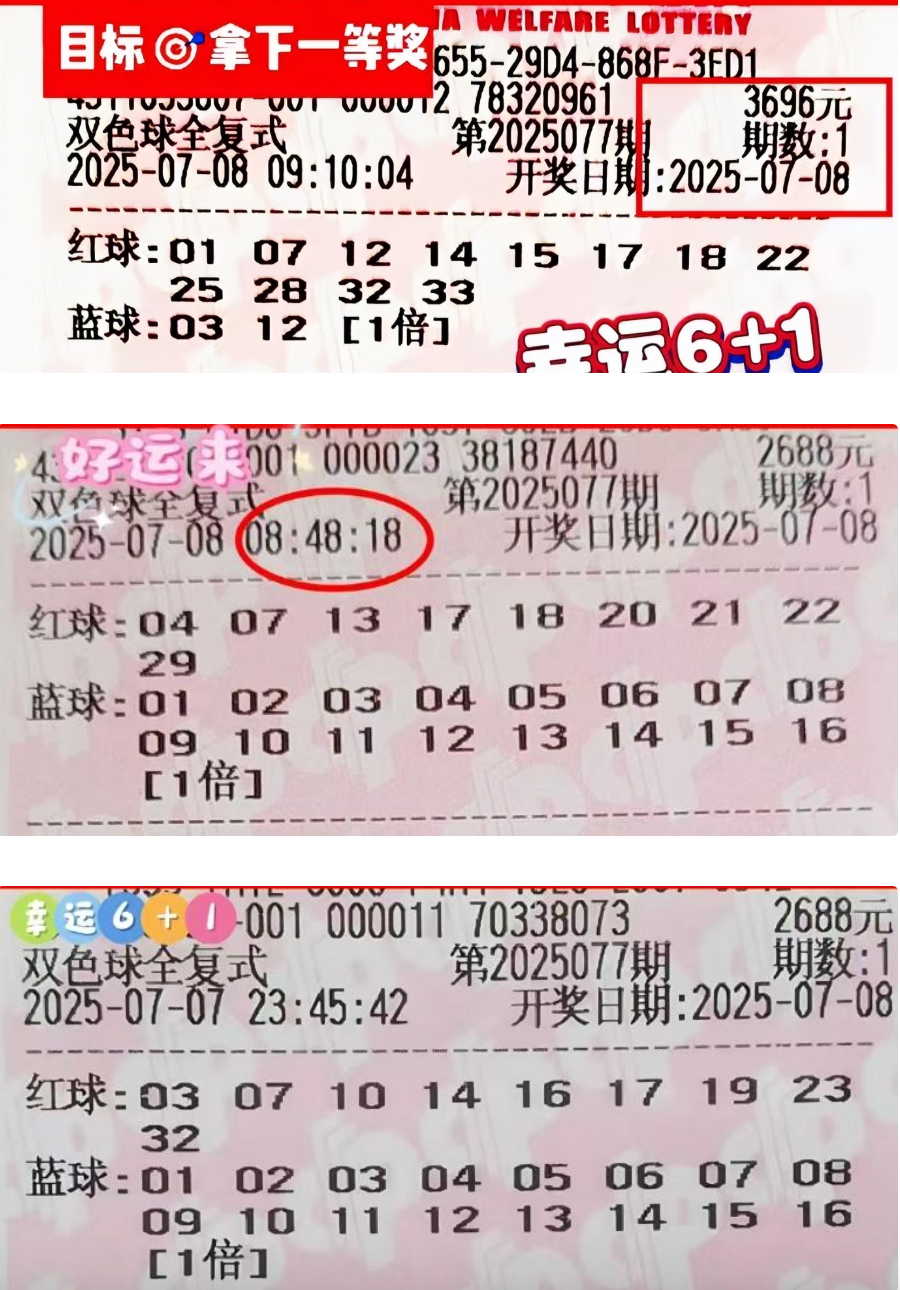 目标 拿下一等奖
WELFARE LOTTERY
655-29D4-868F-3ED1
78320961 3696元
双色球全复式 第2025077期 期数:1
2025-07-08 09:10:04 开奖日期:2025-07-08
红球:01 07 12 14 15 17 18 22
25 28 32 33
蓝球:03 12 [1倍]
幸运6+1
好运来
001 000023 38187440 2688元
双色球全复式 第2025077期 期数:1
2025-07-08 08:48:18 开奖日期:2025-07-08
红球:04 07 13 17 18 20 21 22
29
蓝球:01 02 03 04 05 06 07 08
09 10 11 12 13 14 15 16
[1倍]
幸运6+1
-001 000011 70338073 2688元
双色球全复式 第2025077期 期数:1
2025-07-07 23:45:42 开奖日期:2025-07-08
红球:03 07 10 14 16 17 19 23
32
蓝球:01 02 03 04 05 06 07 08
09 10 11 12 13 14 15 16
[1倍]